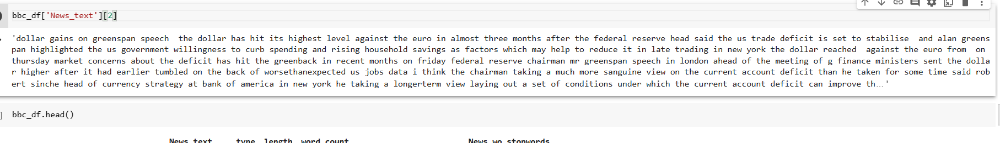 bbc_df['News_text'][2]
'dollar gains on greenspan speech  the dollar has hit its highest level against the euro in almost three months after the federal reserve head said the us trade deficit is set to stabilise  and alan greens
pan highlighted the us government willingness to curb spending and rising household savings as factors which may help to reduce it in late trading in new york the dollar reached  against the euro from  on
thursday market concerns about the deficit has hit the greenback in recent months on friday federal reserve chairman mr greenspan speech in london ahead of the meeting of g finance ministers sent the dolla
r higher after it had earlier tumbled on the back of worsethanexpected us jobs data i think the chairman taking a much more sanguine view on the current account deficit than he taken for some time said rob
ert sinche head of currency strategy at bank of america in new york he taking a longerterm view laying out a set of conditions under which the current account deficit can improve th...'
] bbc_df.head()
News_text type length word_count News_wo_stopwords